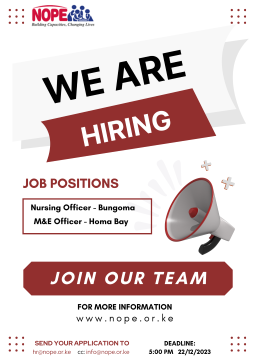 NOPE
Building Capacities, Changing Lives
WE ARE
HIRING
JOB POSITIONS
Nursing Officer - Bungoma
M&E Officer - Homa Bay
JOIN OUR TEAM
FOR MORE INFORMATION
www.nope.or.ke
SEND YOUR APPLICATION TO
hr@nope.or.ke cc:info@nope.or.ke
DEADLINE:
5:00 PM 22/12/2023